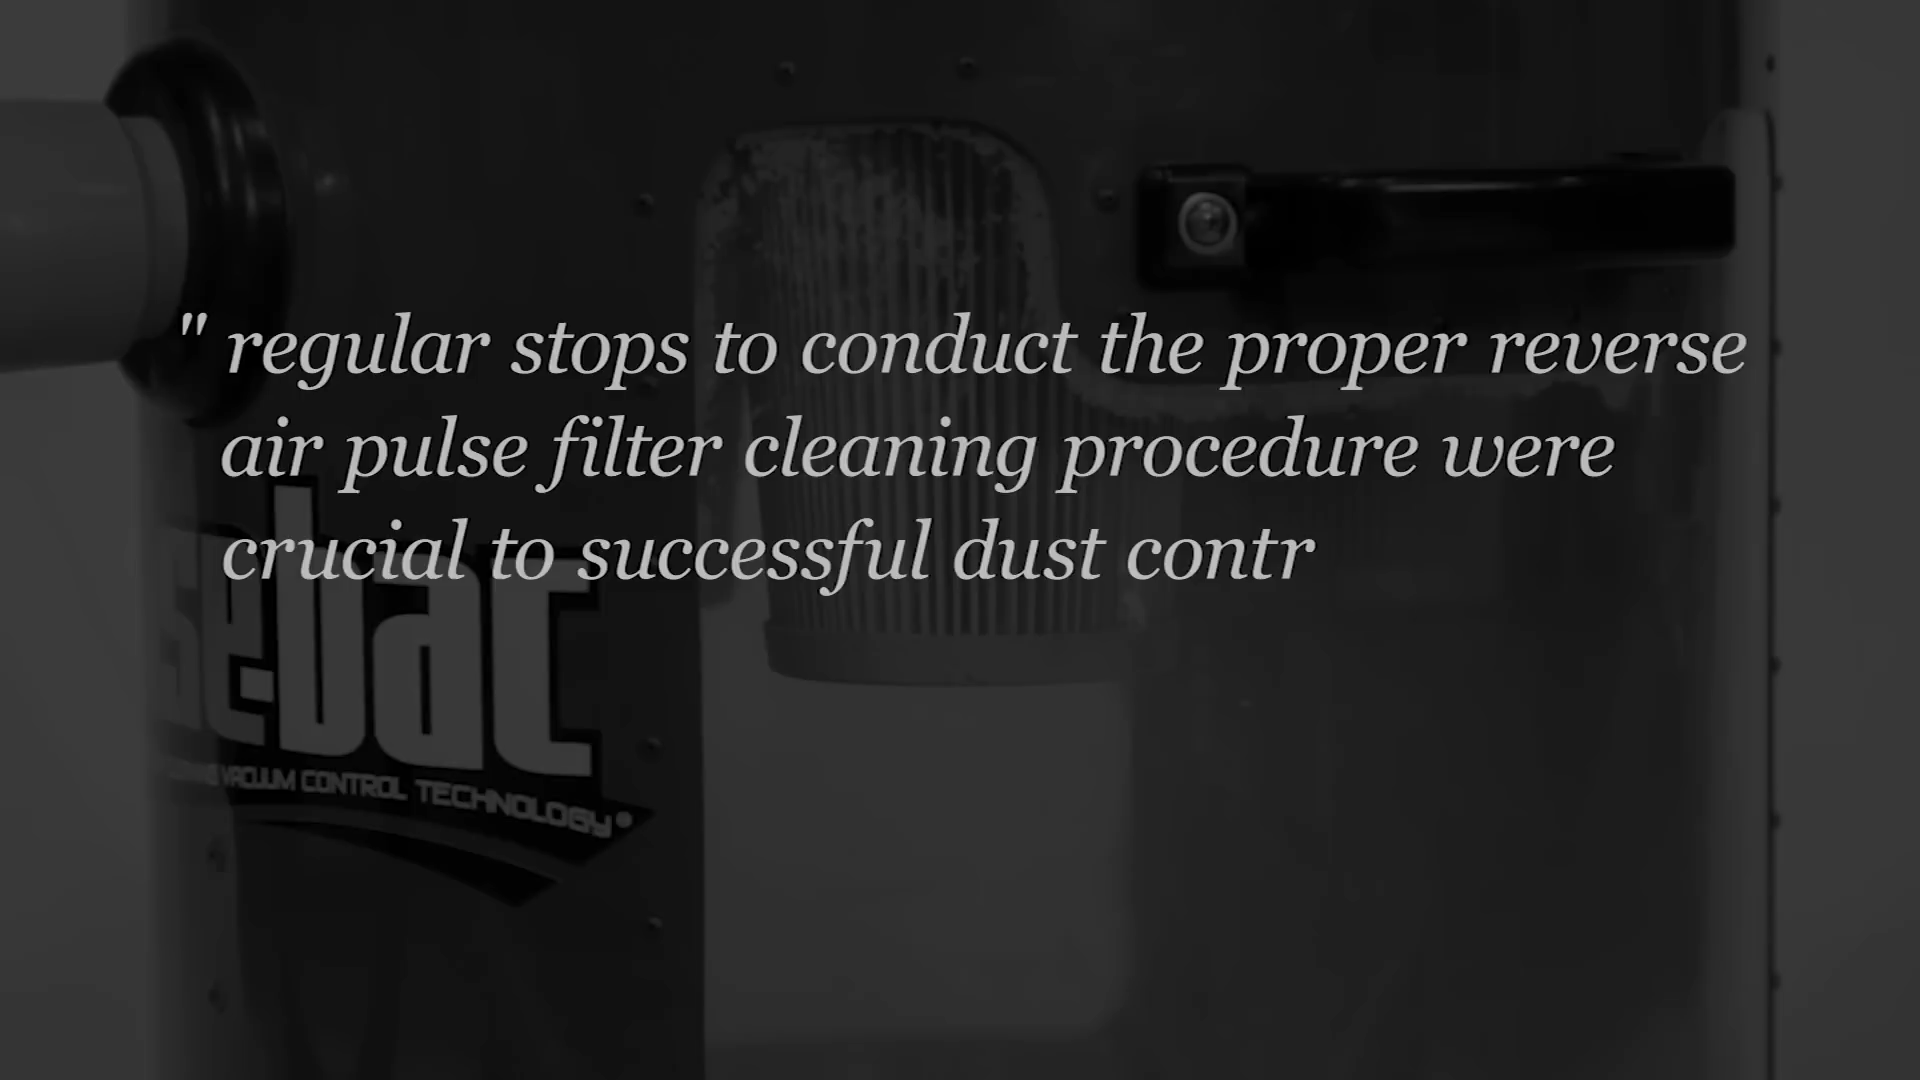 " regular stops to conduct the proper reverse
air pulse filter cleaning procedure were
crucial to successful dust contr
VACUUM CONTROL TECHNOLOGY®